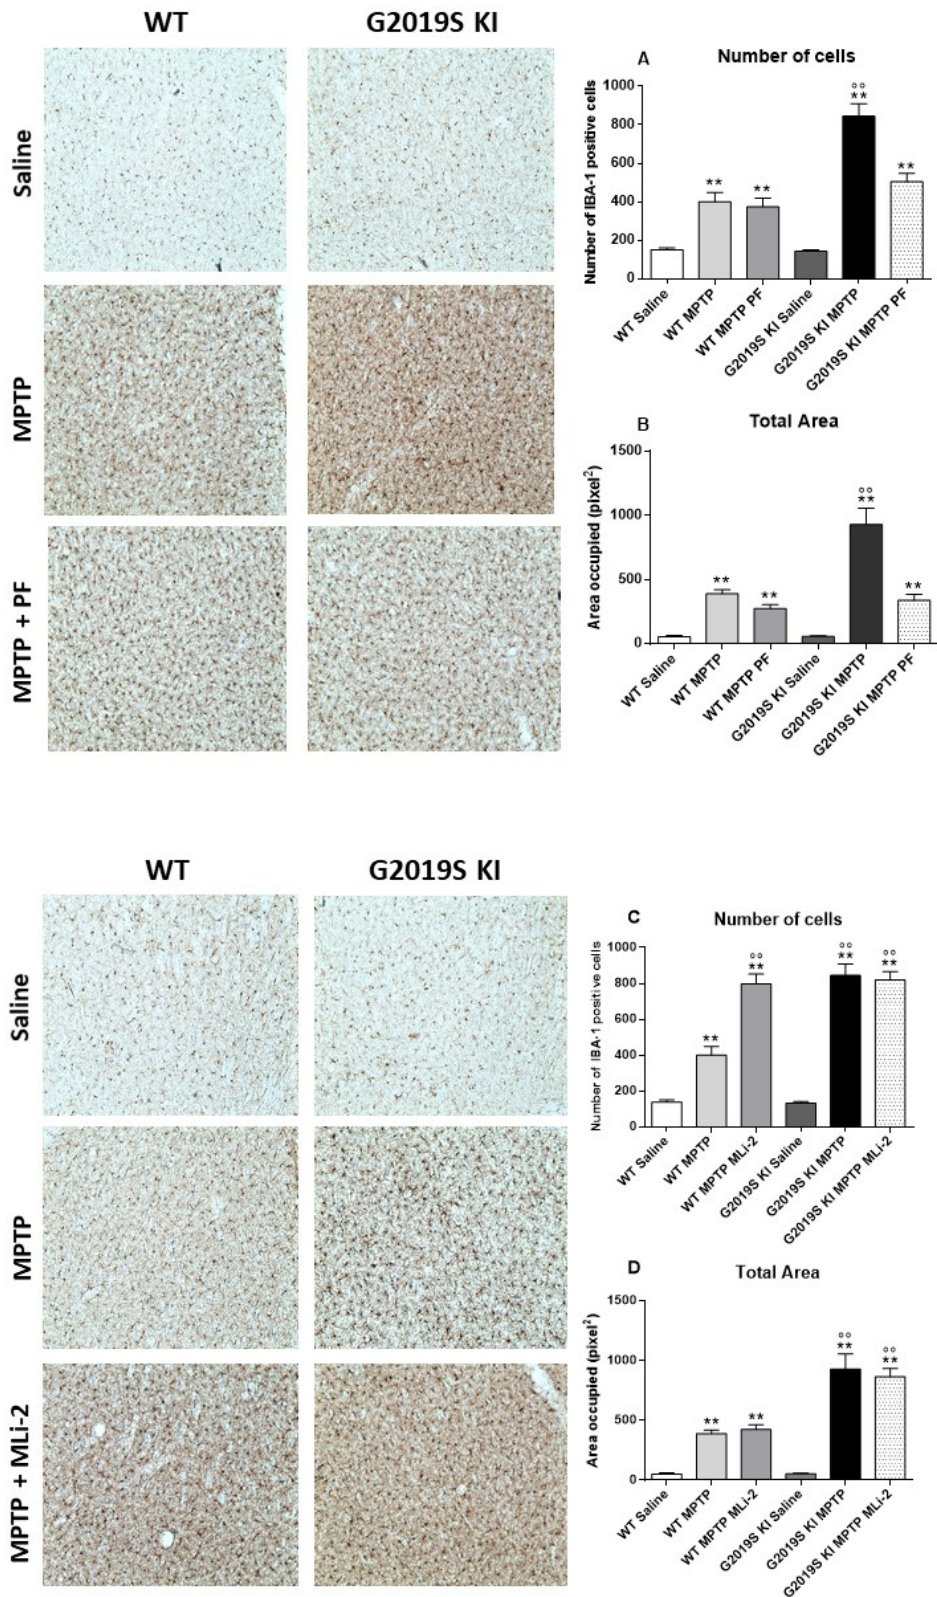 WT
G2019S KI
Saline
MPTP
MPTP + PF
A
Number of cells
Number of IBA-1 positive cells
1000
800
600
400
200
0
**
**
°°
**
**
WT Saline
WT MPTP
WT MPTP PF
G2019S KI Saline
G2019S KI MPTP
G2019S KI MPTP PF
B
Total Area
Area occupied (pixel²)
1500
1000
500
0
**
**
°°
**
**
WT Saline
WT MPTP
WT MPTP PF
G2019S KI Saline
G2019S KI MPTP
G2019S KI MPTP PF
WT
G2019S KI
Saline
MPTP
MPTP + MLi-2
C
Number of cells
Number of IBA-1 positive cells
1000
800
600
400
200
0
**
°°
**
°°
**
°°
**
WT Saline
WT MPTP
WT MPTP MLi-2
G2019S KI Saline
G2019S KI MPTP
G2019S KI MPTP MLi-2
D
Total Area
Area occupied (pixel²)
1500
1000
500
0
**
**
°°
**
°°
**
WT Saline
WT MPTP
WT MPTP MLi-2
G2019S KI Saline
G2019S KI MPTP
G2019S KI MPTP MLi-2